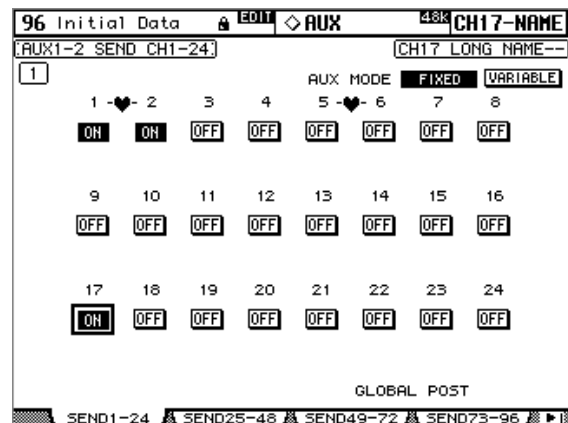 96 Initial Data EDIT ◇AUX 48K CH17-NAME
AUX1-2 SEND CH1-24 CH17 LONG NAME--
1 AUX MODE FIXED VARIABLE
1 -♥- 2 3 4 5 -♥- 6 7 8
ON ON OFF OFF OFF OFF OFF OFF
9 10 11 12 13 14 15 16
OFF OFF OFF OFF OFF OFF OFF OFF
17 18 19 20 21 22 23 24
ON OFF OFF OFF OFF OFF OFF OFF
GLOBAL POST
SEND1-24 SEND25-48 SEND49-72 SEND73-96